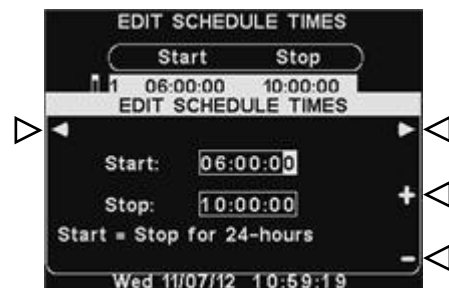 EDIT SCHEDULE TIMES
Start Stop
1 06:00:00 10:00:00
EDIT SCHEDULE TIMES
Start: 06:00:00
Stop: 10:00:00
+
Start = Stop for 24-hours
-
Wed 11/07/12 10:59:19